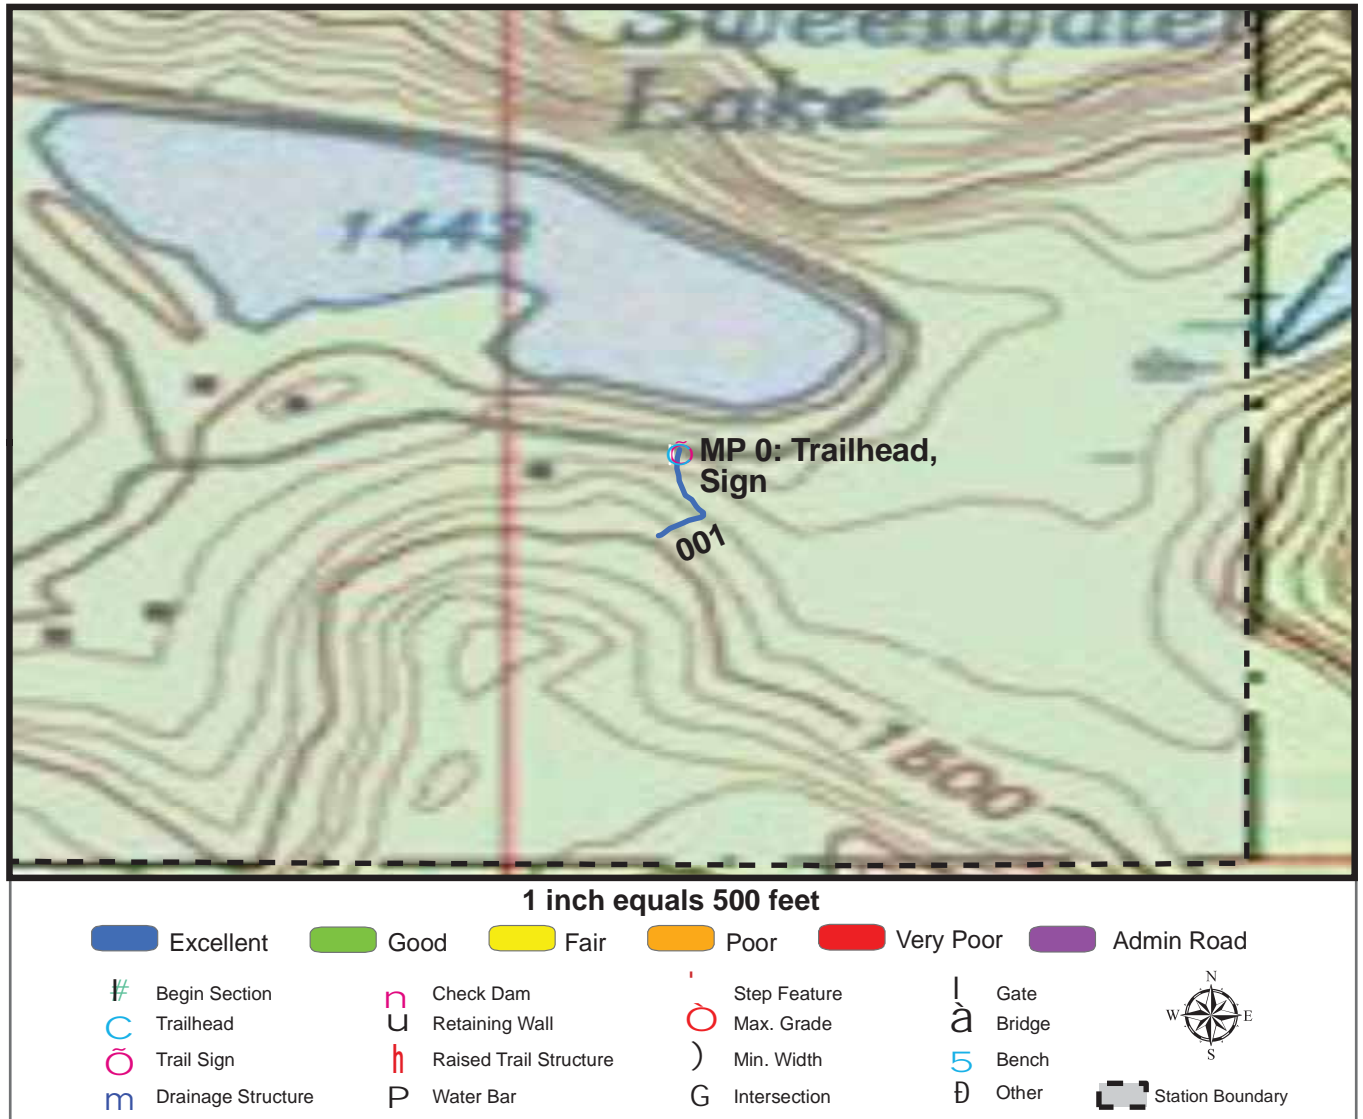 Sweetwater
Lake
1443
MP 0: Trailhead,
Sign
001
1500
1 inch equals 500 feet
Excellent
Good
Fair
Poor
Very Poor
Admin Road
# Begin Section
C Trailhead
Õ Trail Sign
m Drainage Structure
n Check Dam
u Retaining Wall
h Raised Trail Structure
P Water Bar
' Step Feature
Ò Max. Grade
) Min. Width
G Intersection
l Gate
à Bridge
5 Bench
Ð Other
N
W E
S
Station Boundary